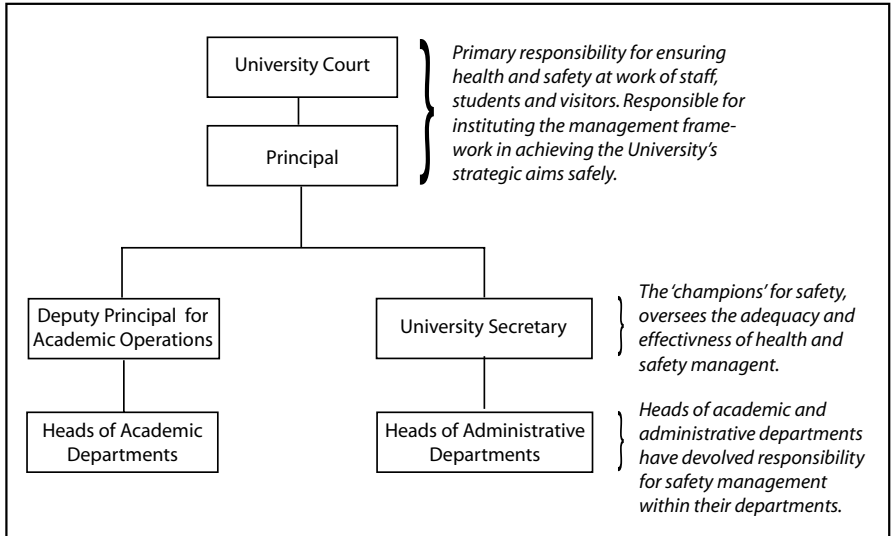 University Court
Principal
Primary responsibility for ensuring
health and safety at work of staff,
students and visitors. Responsible for
instituting the management frame-
work in achieving the University’s
strategic aims safely.
Deputy Principal for
Academic Operations
University Secretary
The ‘champions’ for safety,
oversees the adequacy and
effectivness of health and
safety managent.
Heads of Academic
Departments
Heads of Administrative
Departments
Heads of academic and
administrative departments
have devolved responsibility
for safety management
within their departments.